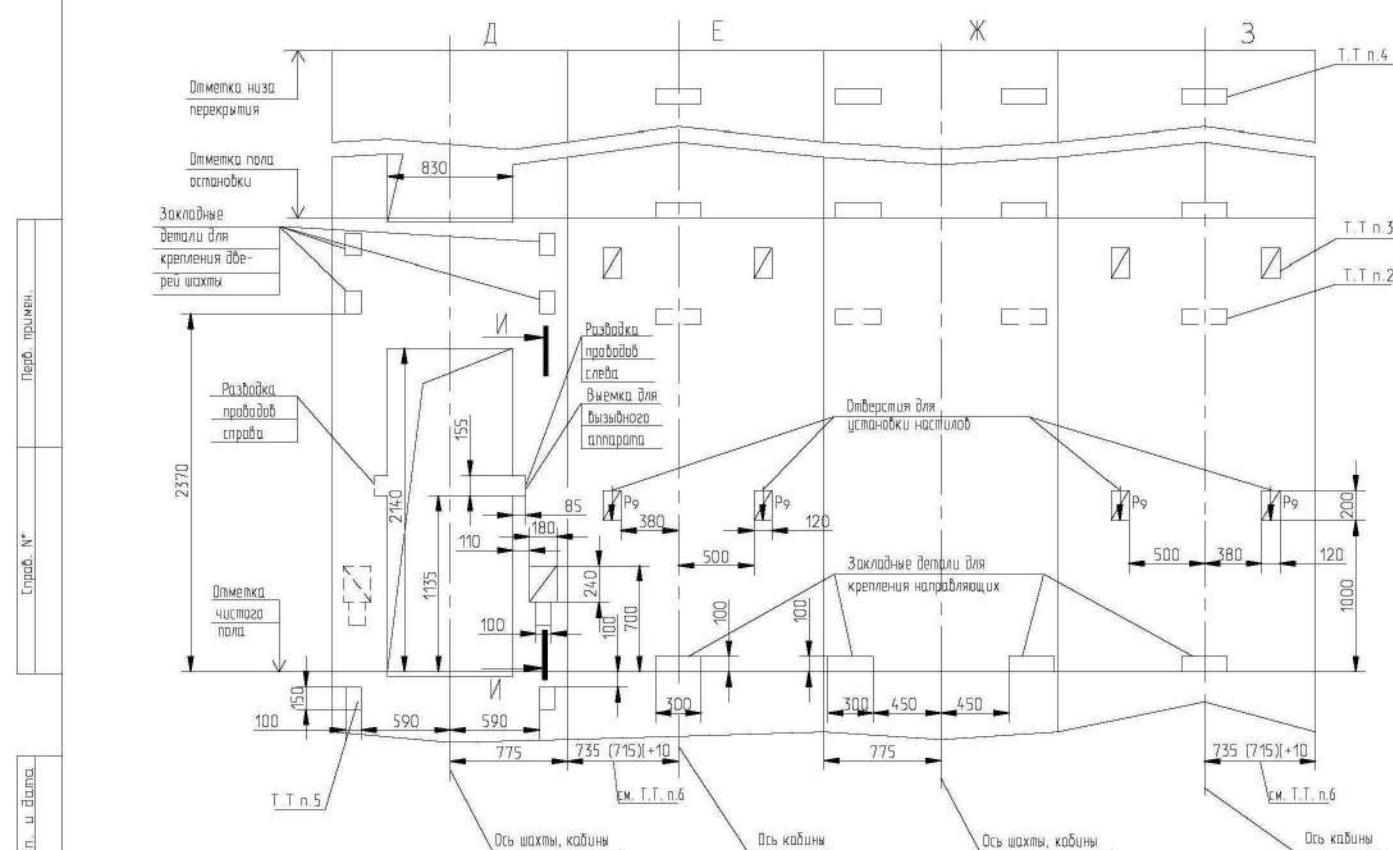 Д
Е
Ж
З
Отметка низа
перекрытия
Т.Т п.4
Отметка пола
остановки
830
Закладные
детали для
крепления две-
рей шахты
Т.Т п.3
Т.Т п.2
И
Разводка
проводов
слева
Выемка для
вызывного
аппарата
Разводка
проводов
справа
Отверстия для
установки настилов
2370
2140
155
1135
85
180
110
240
700
100
100
Р9
Р9
Р9
Р9
380
120
500
500
380
120
200
1000
Закладные детали для
крепления направляющих
Отметка
чистого
пола
И
100
100
300
300
450
450
150
100
590
590
775
735 (715)(+10
775
735 (715)(+10
см. Т.Т. п.6
см. Т.Т. п.6
Т.Т п.5
Ось шахты, кабины
Ось кабины
Ось шахты, кабины
Ось кабины
Перв. примен.
Справ. N°
п. и дата